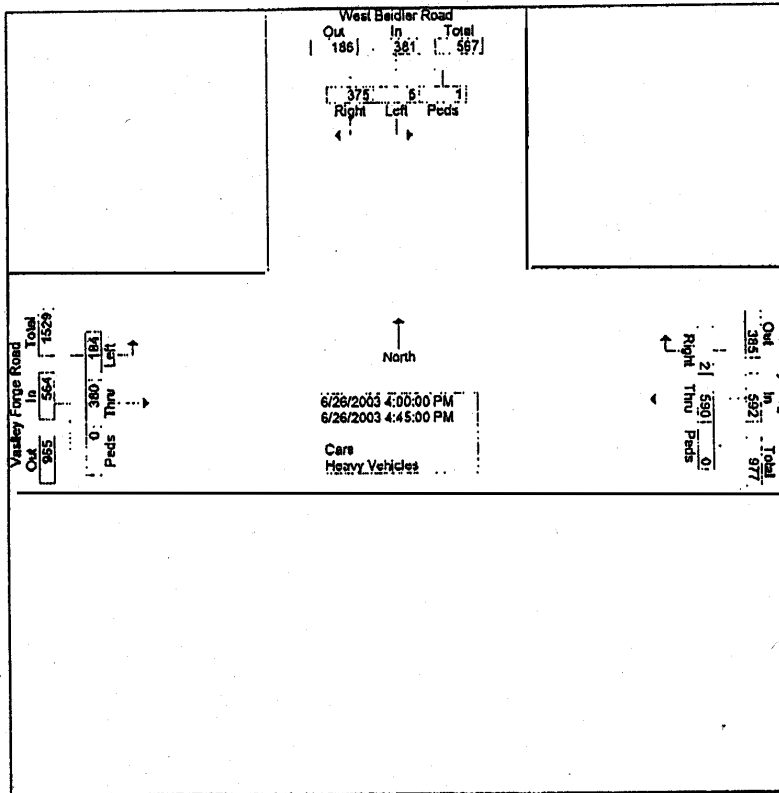 West Beidler Road
Out In Total
186 381 567
375 5 1
Right Left Peds
Vaslley Forge Road
Out In Total
965 564 1529
Peds Thru Left
0 380 184
North
6/26/2003 4:00:00 PM
6/26/2003 4:45:00 PM
Cars
Heavy Vehicles
Right Thru Peds
2 590 0
Out In Total
385 592 977